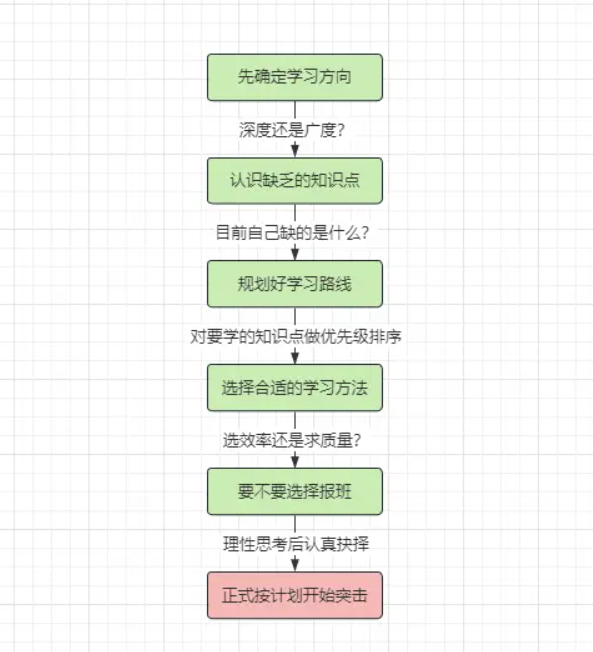 先确定学习方向
深度还是广度?
认识缺乏的知识点
目前自己缺的是什么?
规划好学习路线
对要学的知识点做优先级排序
选择合适的学习方法
选效率还是求质量?
要不要选择报班
理性思考后认真抉择
正式按计划开始突击